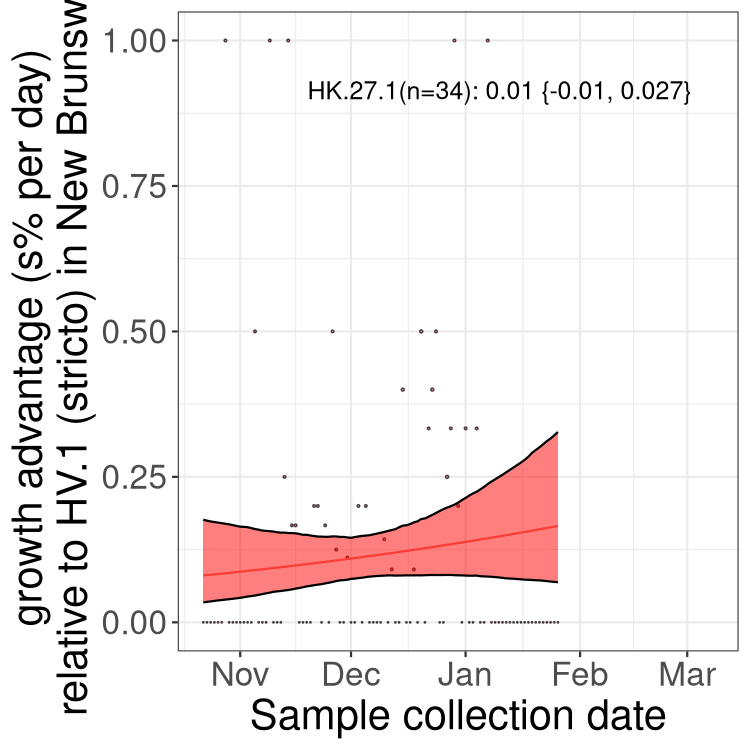 growth advantage (s% per day)
relative to HV.1 (stricto) in New Brunsw
1.00
0.75
0.50
0.25
0.00
HK.27.1(n=34): 0.01 {-0.01, 0.027}
Nov Dec Jan Feb Mar
Sample collection date